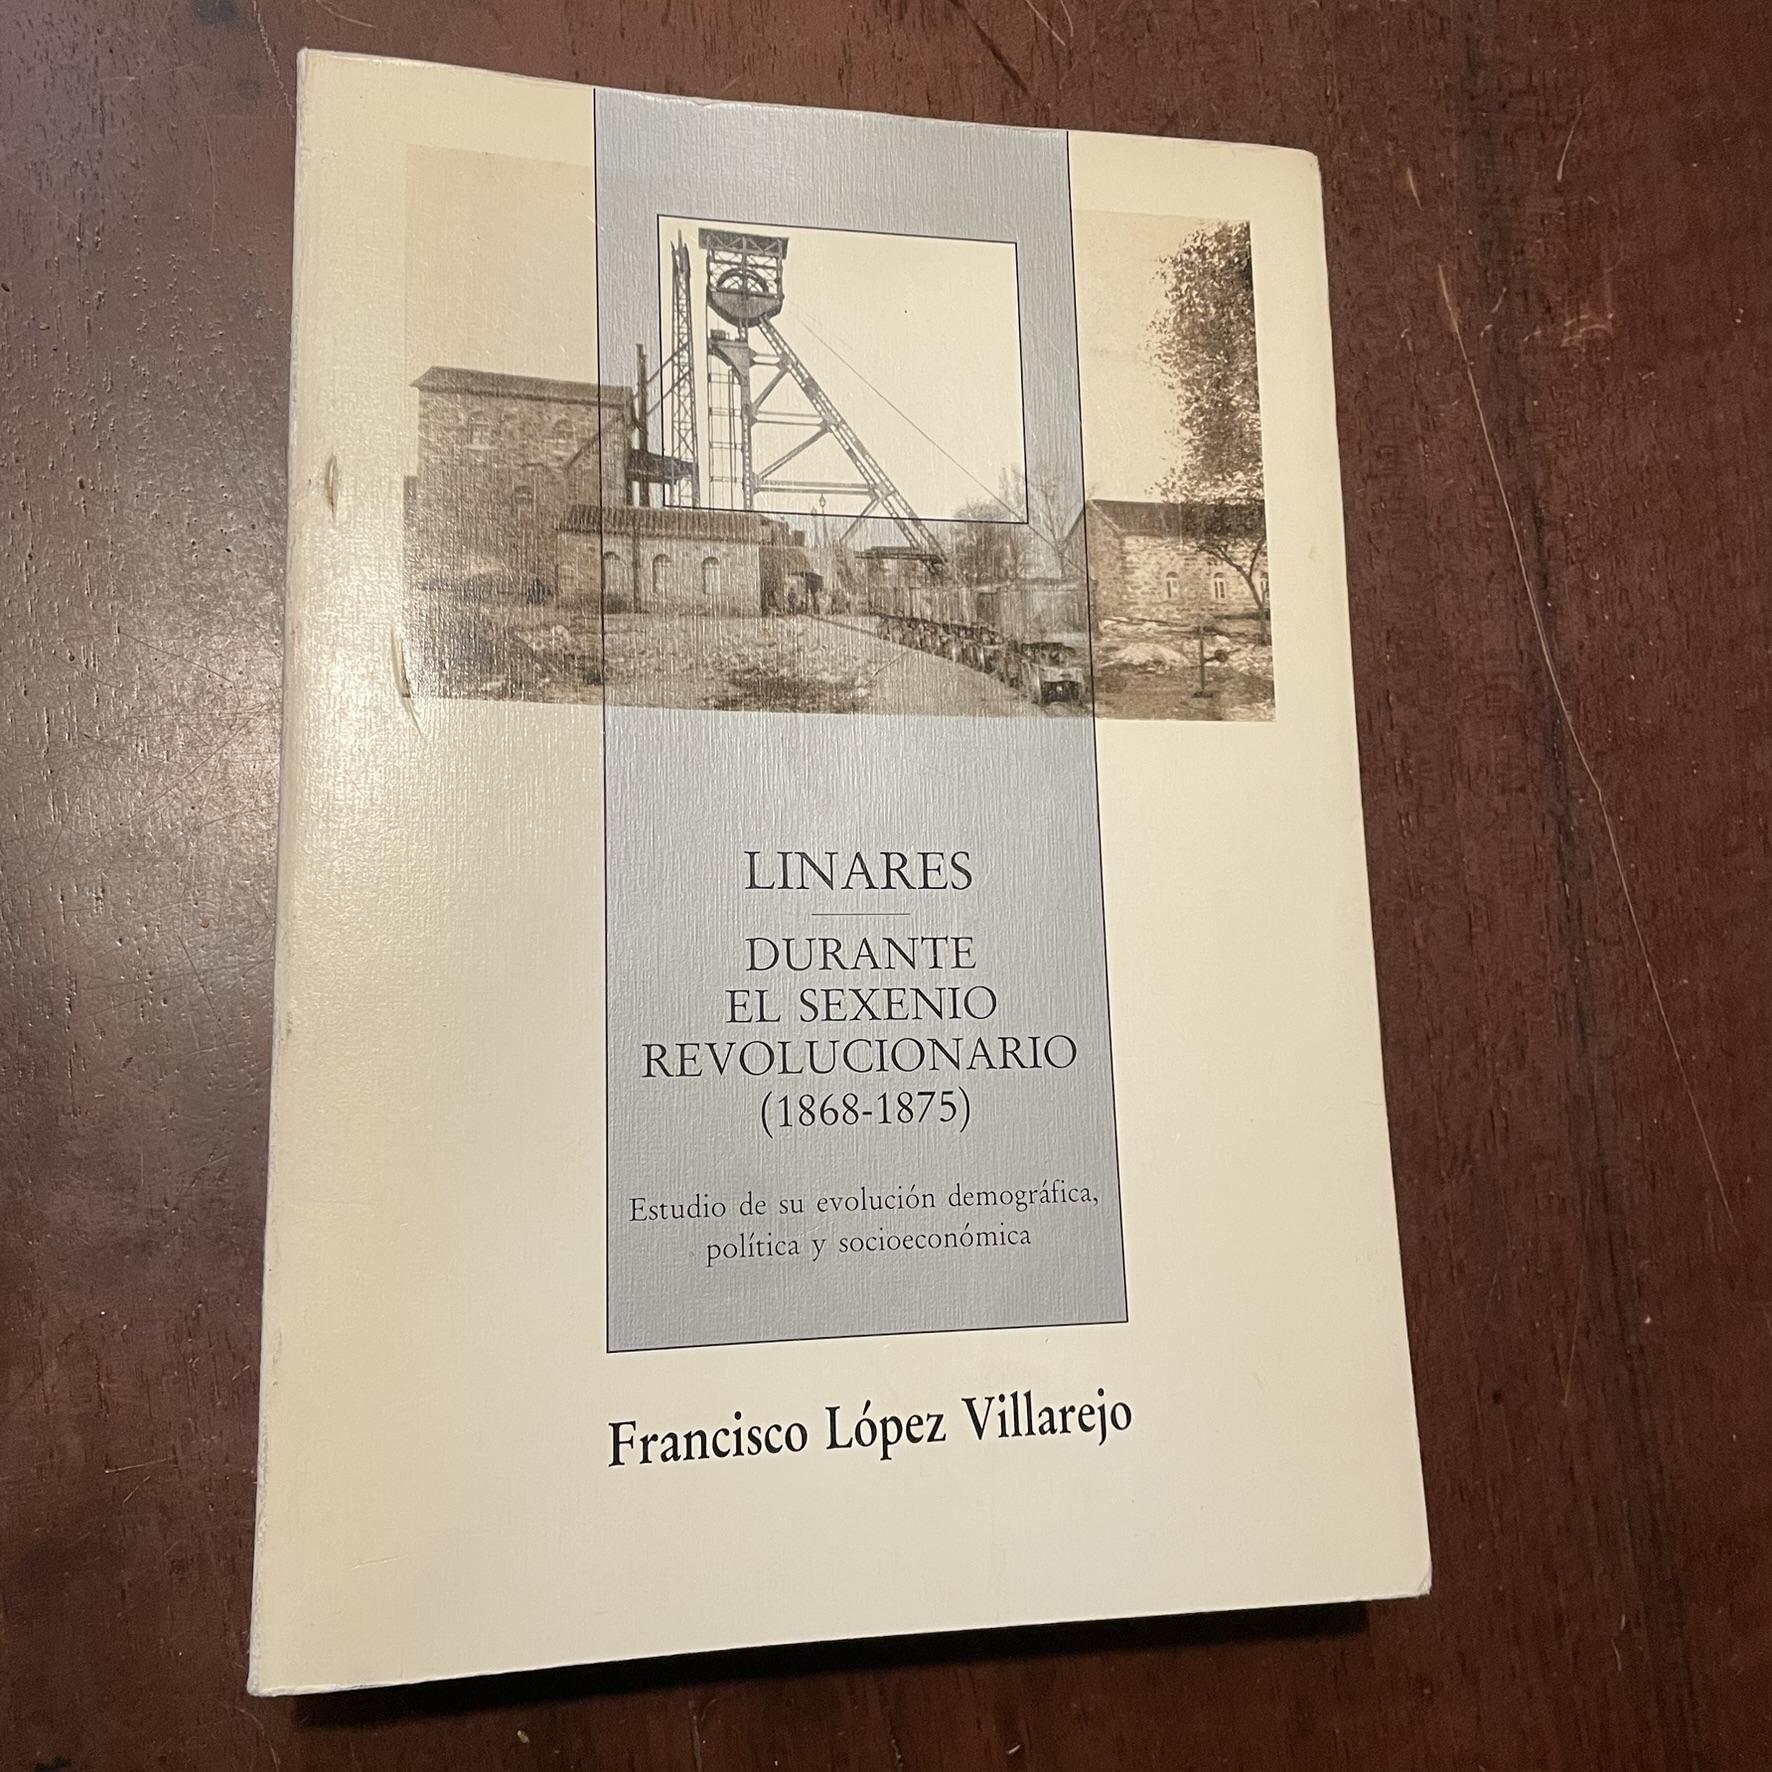 LINARES
DURANTE
EL SEXENIO
REVOLUCIONARIO
(1868-1875)
Estudio de su evolución demográfica,
política y socioeconómica
Francisco López Villarejo